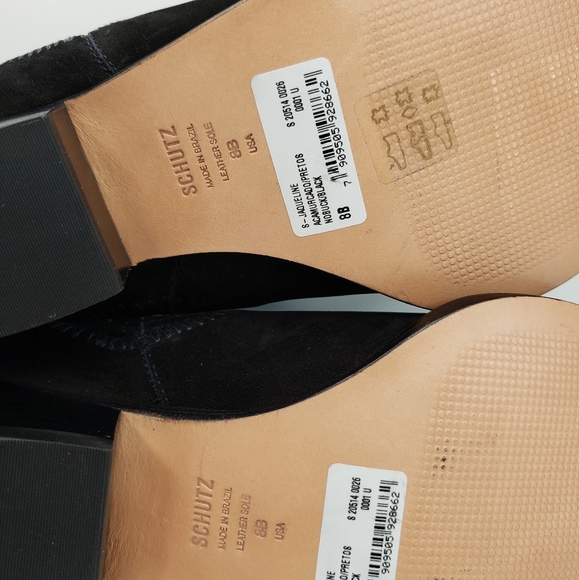 SCHUTZ
MADE IN BRAZIL
LEATHER SOLE
8B
USA
S 20514 0026
0001 U
7 909505 928662
S-JAQUELINE
ACAMURCADO/PRETOS
NOBUCK/BLACK
8B
SCHUTZ
MADE IN BRAZIL
LEATHER SOLE
8B
USA
S 20514 0026
0001 U
909505 928662